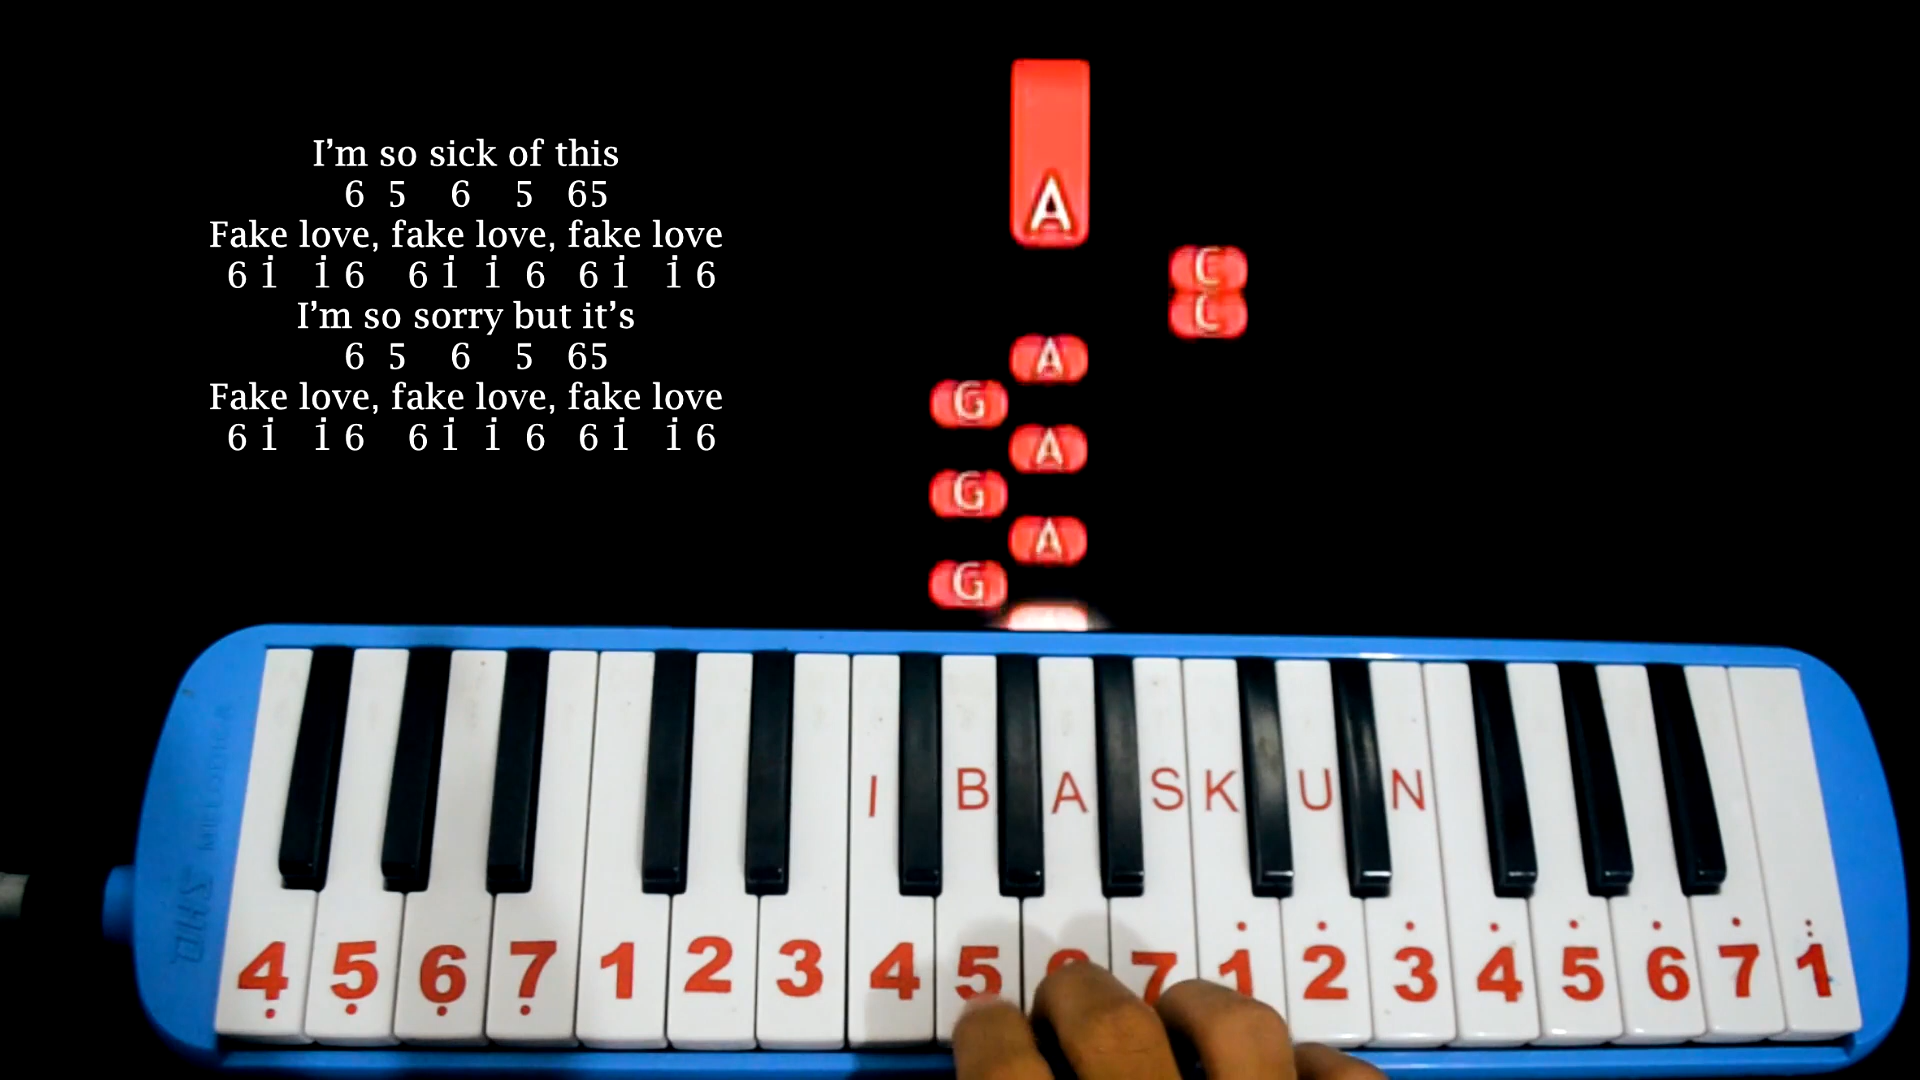 I'm so sick of this
6 5 6 5 65
Fake love, fake love, fake love
6 i i 6 6 i i 6 6 i i 6
I'm so sorry but it's
6 5 6 5 65
Fake love, fake love, fake love
6 i i 6 6 i i 6 6 i i 6
A
C
C
A
G
A
G
A
G
I B A S K U N
4 5 6 7 1 2 3 4 5 6 7 1 2 3 4 5 6 7 1